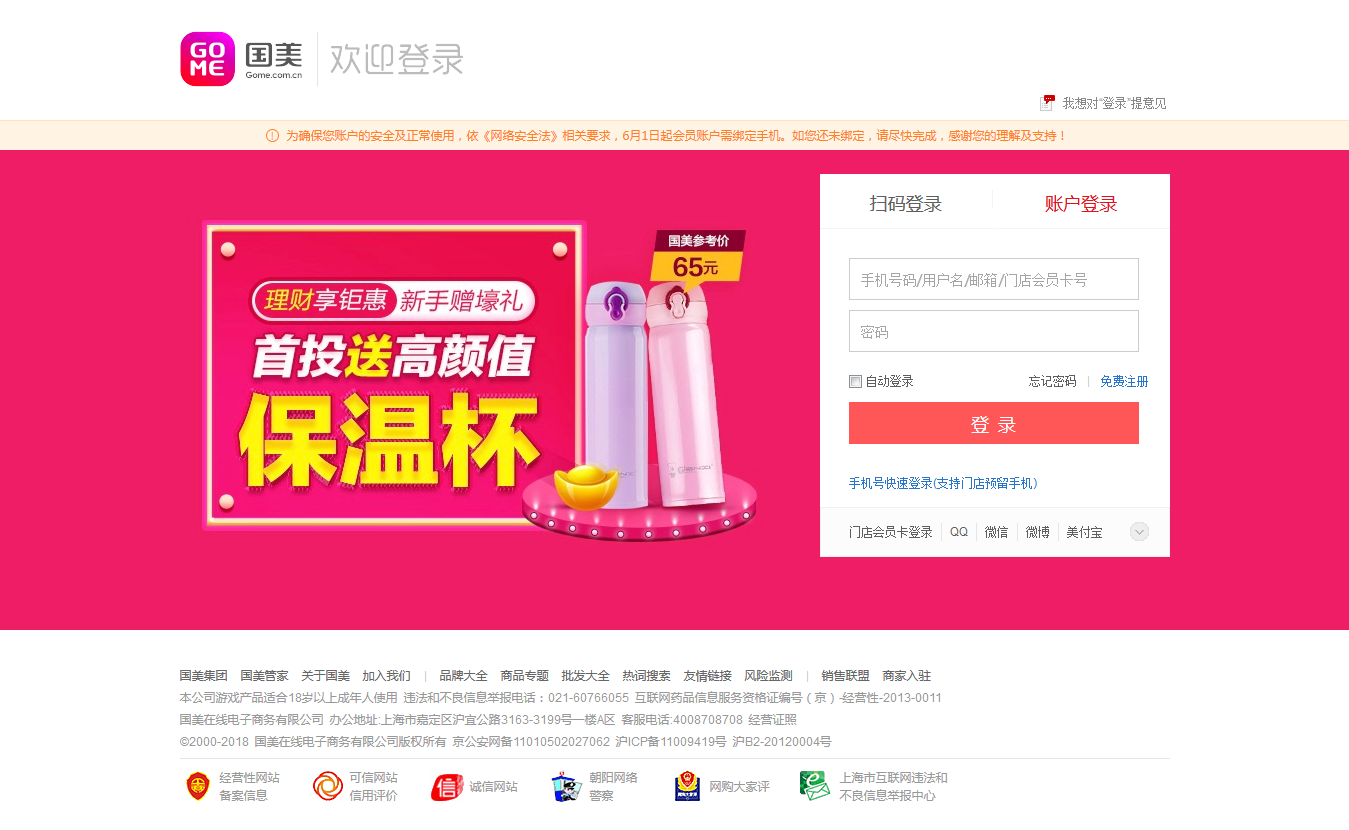 GO
ME
国美
Gome.com.cn
欢迎登录
我想对“登录”提意见
为确保您账户的安全及正常使用，依《网络安全法》相关要求，6月1日起会员账户需绑定手机。如您还未绑定，请尽快完成，感谢您的理解及支持！
理财享钜惠 新手赠壕礼
首投送高颜值
保温杯
国美参考价
65元
扫码登录 账户登录
手机号码/用户名/邮箱/门店会员卡号
密码
自动登录 忘记密码 | 免费注册
登 录
手机号快速登录(支持门店预留手机)
门店会员卡登录 QQ 微信 微博 美付宝
国美集团 国美管家 关于国美 加入我们 | 品牌大全 商品专题 批发大全 热词搜索 友情链接 风险监测 | 销售联盟 商家入驻
本公司游戏产品适合18岁以上成年人使用 违法和不良信息举报电话：021-60766055 互联网药品信息服务资格证编号（京）-经营性-2013-0011
国美在线电子商务有限公司 办公地址:上海市嘉定区沪宜公路3163-3199号一楼A区 客服电话:4008708708 经营证照
©2000-2018 国美在线电子商务有限公司版权所有 京公安网备11010502027062 沪ICP备11009419号 沪B2-20120004号
经营性网站
备案信息
可信网站
信用评价
诚信网站
朝阳网络
警察
网购大家评
上海市互联网违法和
不良信息举报中心